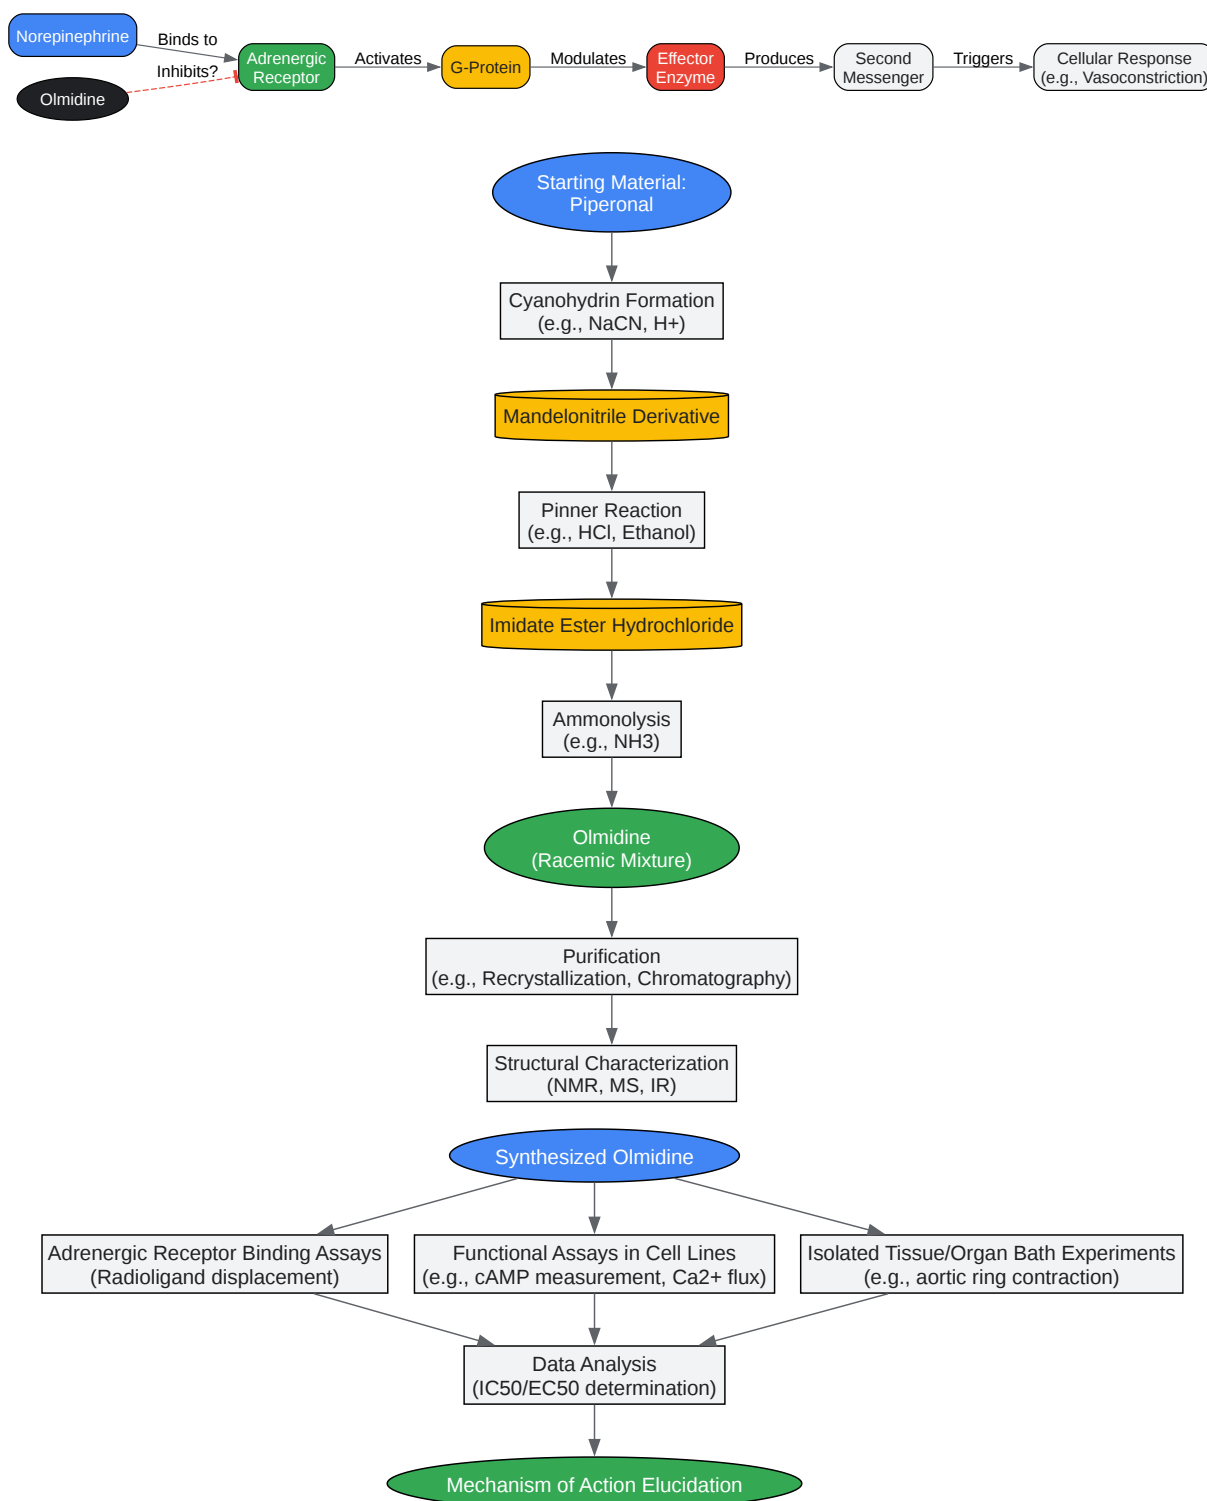 Norepinephrine
Binds to
Inhibits?
Olmidine
Adrenergic
Receptor
Activates
G-Protein
Modulates
Effector
Enzyme
Produces
Second
Messenger
Triggers
Cellular Response
(e.g., Vasoconstriction)
Starting Material:
Piperonal
Cyanohydrin Formation
(e.g., NaCN, H+)
Mandelonitrile Derivative
Pinner Reaction
(e.g., HCl, Ethanol)
Imidate Ester Hydrochloride
Ammonolysis
(e.g., NH3)
Olmidine
(Racemic Mixture)
Purification
(e.g., Recrystallization, Chromatography)
Structural Characterization
(NMR, MS, IR)
Synthesized Olmidine
Adrenergic Receptor Binding Assays
(Radioligand displacement)
Functional Assays in Cell Lines
(e.g., cAMP measurement, Ca2+ flux)
Isolated Tissue/Organ Bath Experiments
(e.g., aortic ring contraction)
Data Analysis
(IC50/EC50 determination)
Mechanism of Action Elucidation